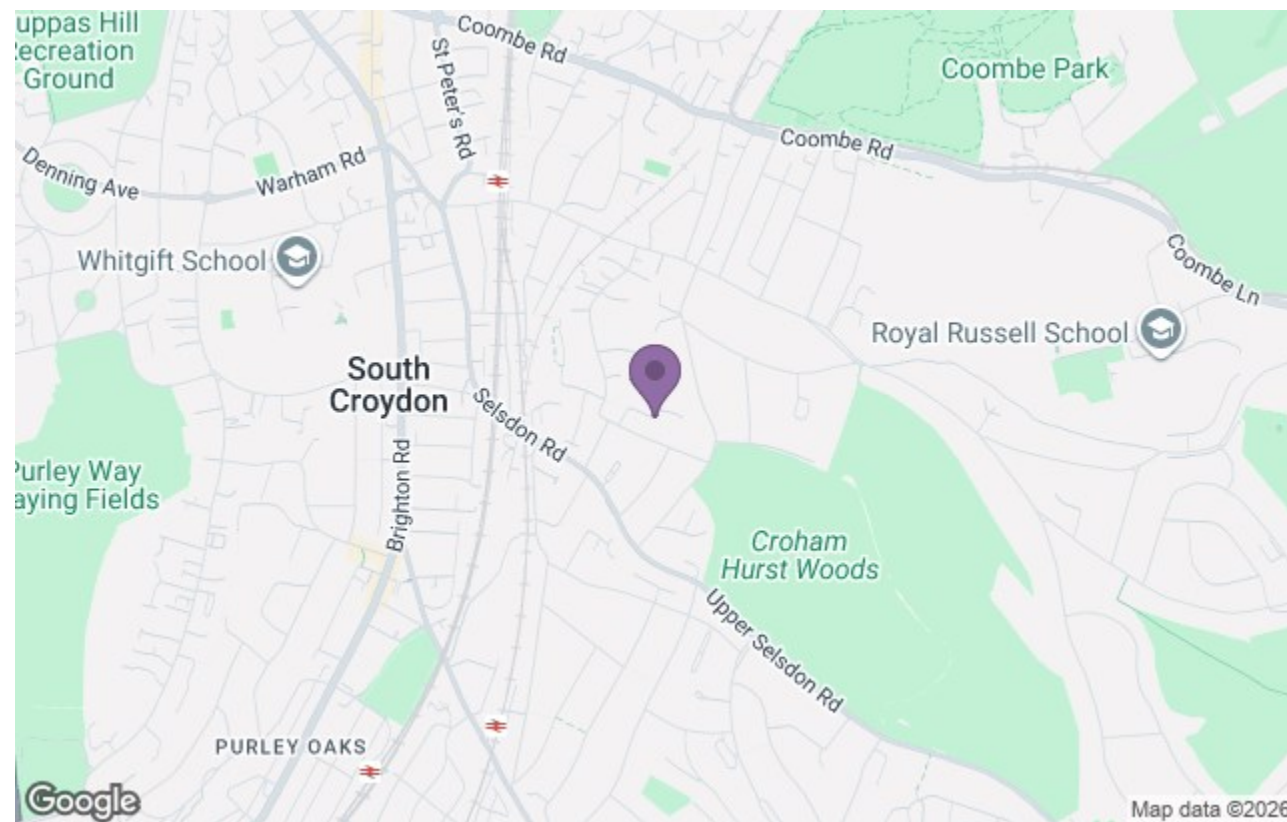 uppas Hill
Recreation
Ground
Coombe Rd
St Peter's Rd
Coombe Park
Coombe Rd
Denning Ave
Warham Rd
Whitgift School
Coombe Ln
Royal Russell School
South
Croydon
Selsdon Rd
Purley Way
aying Fields
Brighton Rd
Croham
Hurst Woods
Upper Selsdon Rd
PURLEY OAKS
Google
Map data ©2026